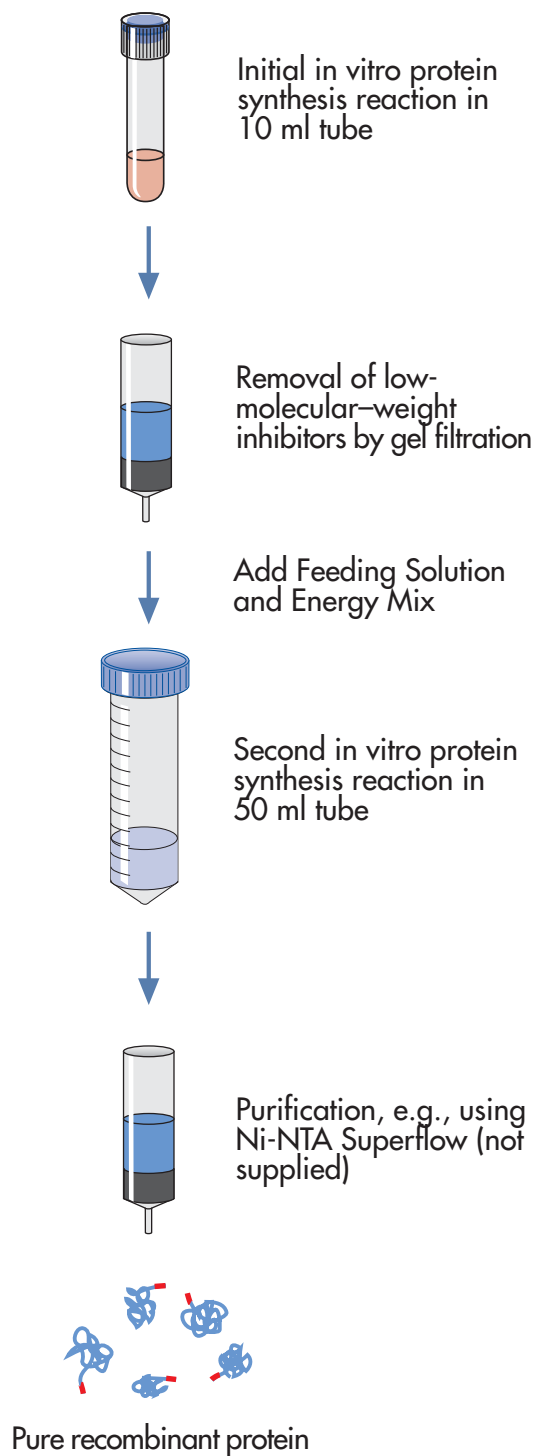 Initial in vitro protein
synthesis reaction in
10 ml tube
Removal of low-
molecular–weight
inhibitors by gel filtration
Add Feeding Solution
and Energy Mix
Second in vitro protein
synthesis reaction in
50 ml tube
Purification, e.g., using
Ni-NTA Superflow (not
supplied)
Pure recombinant protein